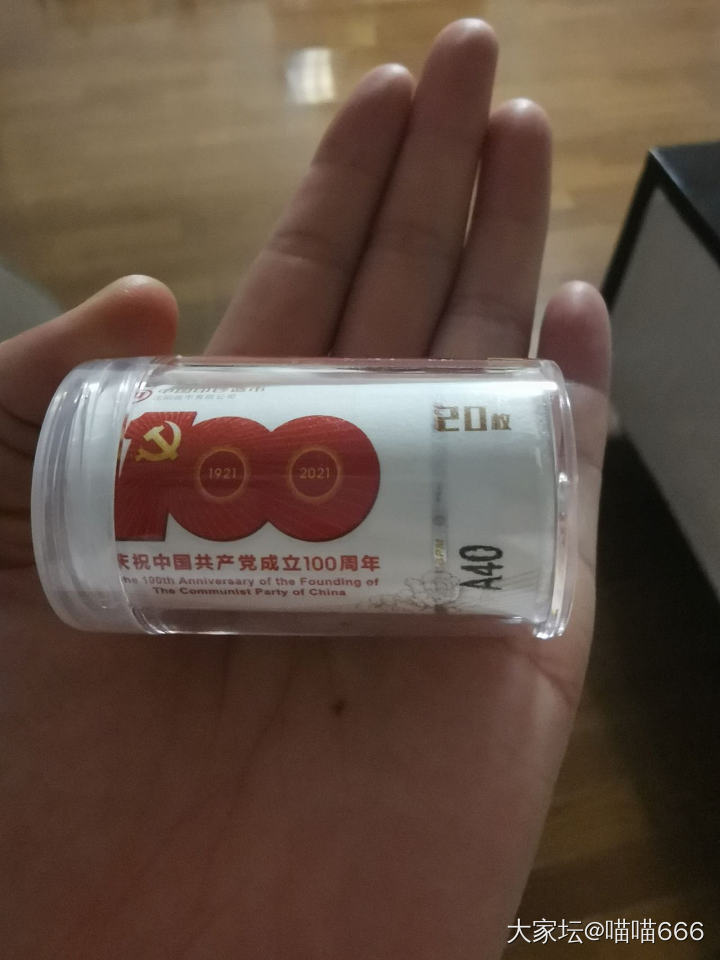 20枚
100
1921
2021
庆祝中国共产党成立100周年
The 100th Anniversary of the Founding of
The Communist Party of China
A40
大家坛@喵喵666